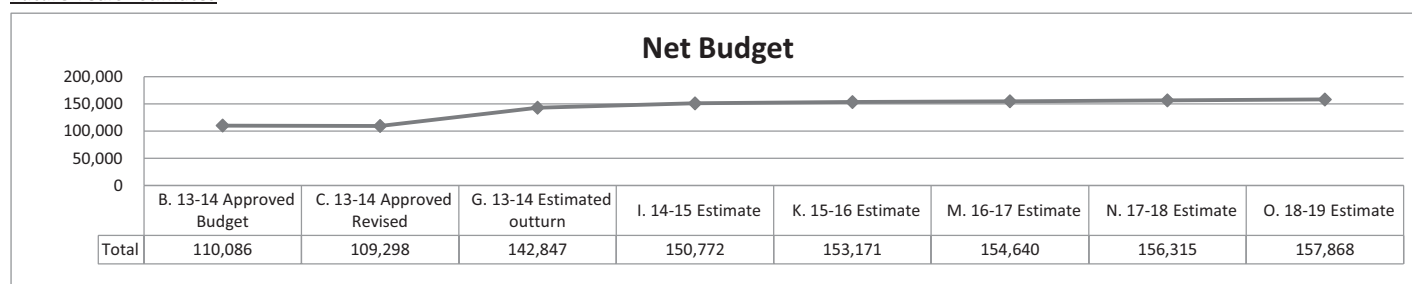 Net Budget
200,000
150,000
100,000
50,000
0
B. 13-14 Approved Budget
C. 13-14 Approved Revised
G. 13-14 Estimated outturn
I. 14-15 Estimate
K. 15-16 Estimate
M. 16-17 Estimate
N. 17-18 Estimate
O. 18-19 Estimate
Total 110,086 109,298 142,847 150,772 153,171 154,640 156,315 157,868